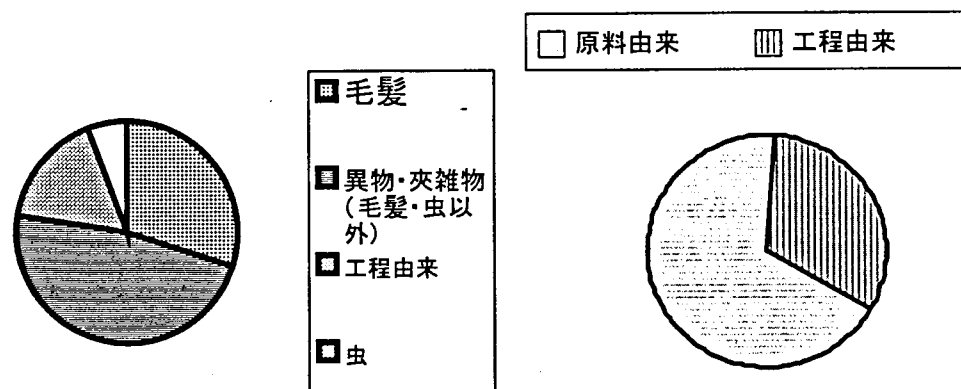 毛髪
異物・夾雑物
(毛髪・虫以
外)
工程由来
虫
原料由来 工程由来